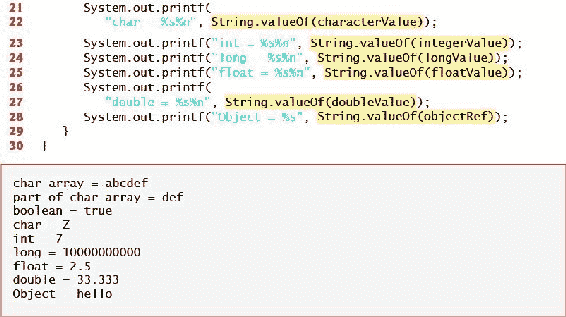 21 System.out.printf(
22 "char = %s%n", String.valueOf(characterValue));
23 System.out.printf("int = %s%n", String.valueOf(integerValue));
24 System.out.printf("long = %s%n", String.valueOf(longValue));
25 System.out.printf("float = %s%n", String.valueOf(floatValue));
26 System.out.printf(
27 "double = %s%n", String.valueOf(doubleValue));
28 System.out.printf("Object = %s", String.valueOf(objectRef));
29 }
30 }
char array = abcdef
part of char array = def
boolean = true
char = Z
int = 7
long = 10000000000
float = 2.5
double = 33.333
Object = hello